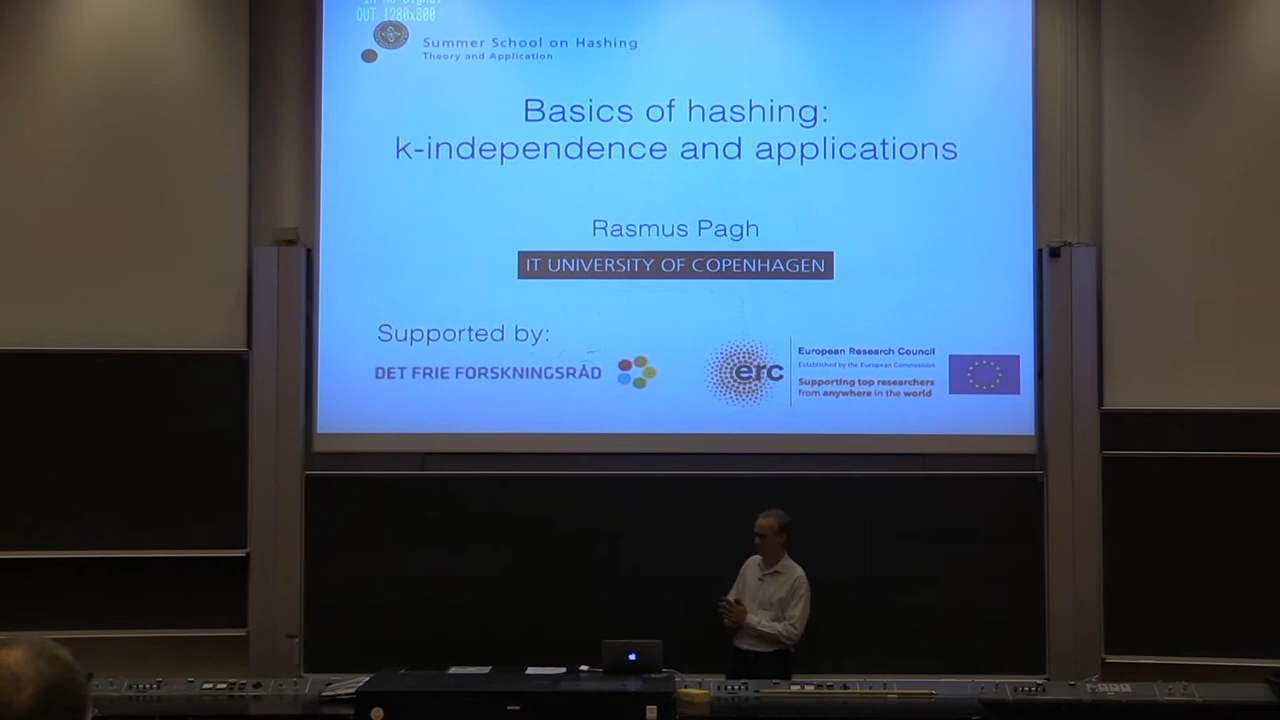 OUT 1280x800
Summer School on Hashing
Theory and Application
Basics of hashing:
k-independence and applications
Rasmus Pagh
IT UNIVERSITY OF COPENHAGEN
Supported by:
DET FRIE FORSKNINGSRÅD
erc
European Research Council
Established by the European Commission
Supporting top researchers
from anywhere in the world